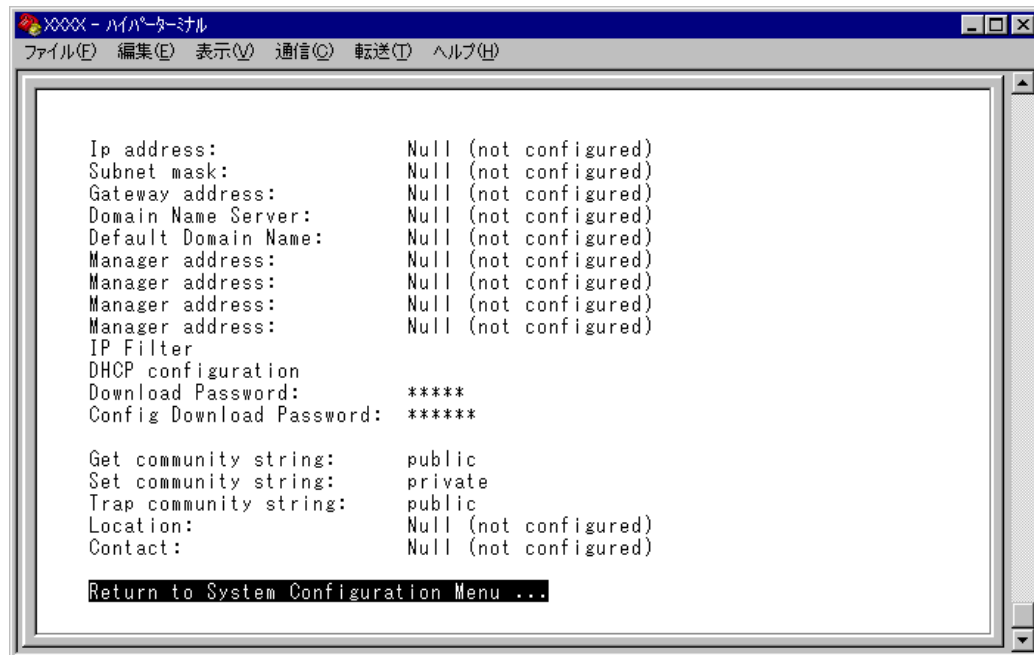 XXXX - ハイパーターミナル
ファイル(F) 編集(E) 表示(V) 通信(C) 転送(T) ヘルプ(H)
Ip address: Null (not configured)
Subnet mask: Null (not configured)
Gateway address: Null (not configured)
Domain Name Server: Null (not configured)
Default Domain Name: Null (not configured)
Manager address: Null (not configured)
Manager address: Null (not configured)
Manager address: Null (not configured)
Manager address: Null (not configured)
IP Filter
DHCP configuration
Download Password: *****
Config Download Password: ******
Get community string: public
Set community string: private
Trap community string: public
Location: Null (not configured)
Contact: Null (not configured)
Return to System Configuration Menu ...